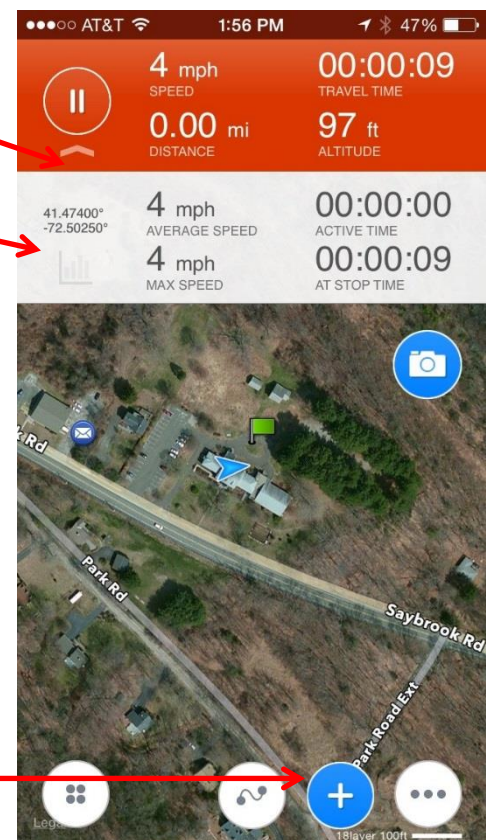 AT&T 1:56 PM 47%
4 mph 00:00:09
SPEED TRAVEL TIME
0.00 mi 97 ft
DISTANCE ALTITUDE
41.47400° 4 mph 00:00:00
-72.50250° AVERAGE SPEED ACTIVE TIME
4 mph 00:00:09
MAX SPEED AT STOP TIME
Rd
Park Rd
Saybrook Rd
Park Road Ext
18layer 100ft